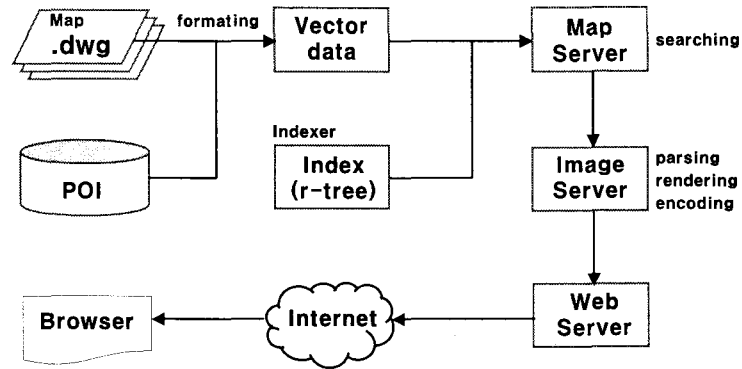 Map
.dwg
formating
Vector
data
Map
Server
searching
POI
Indexer
Index
(r-tree)
Image
Server
parsing
rendering
encoding
Browser
Internet
Web
Server